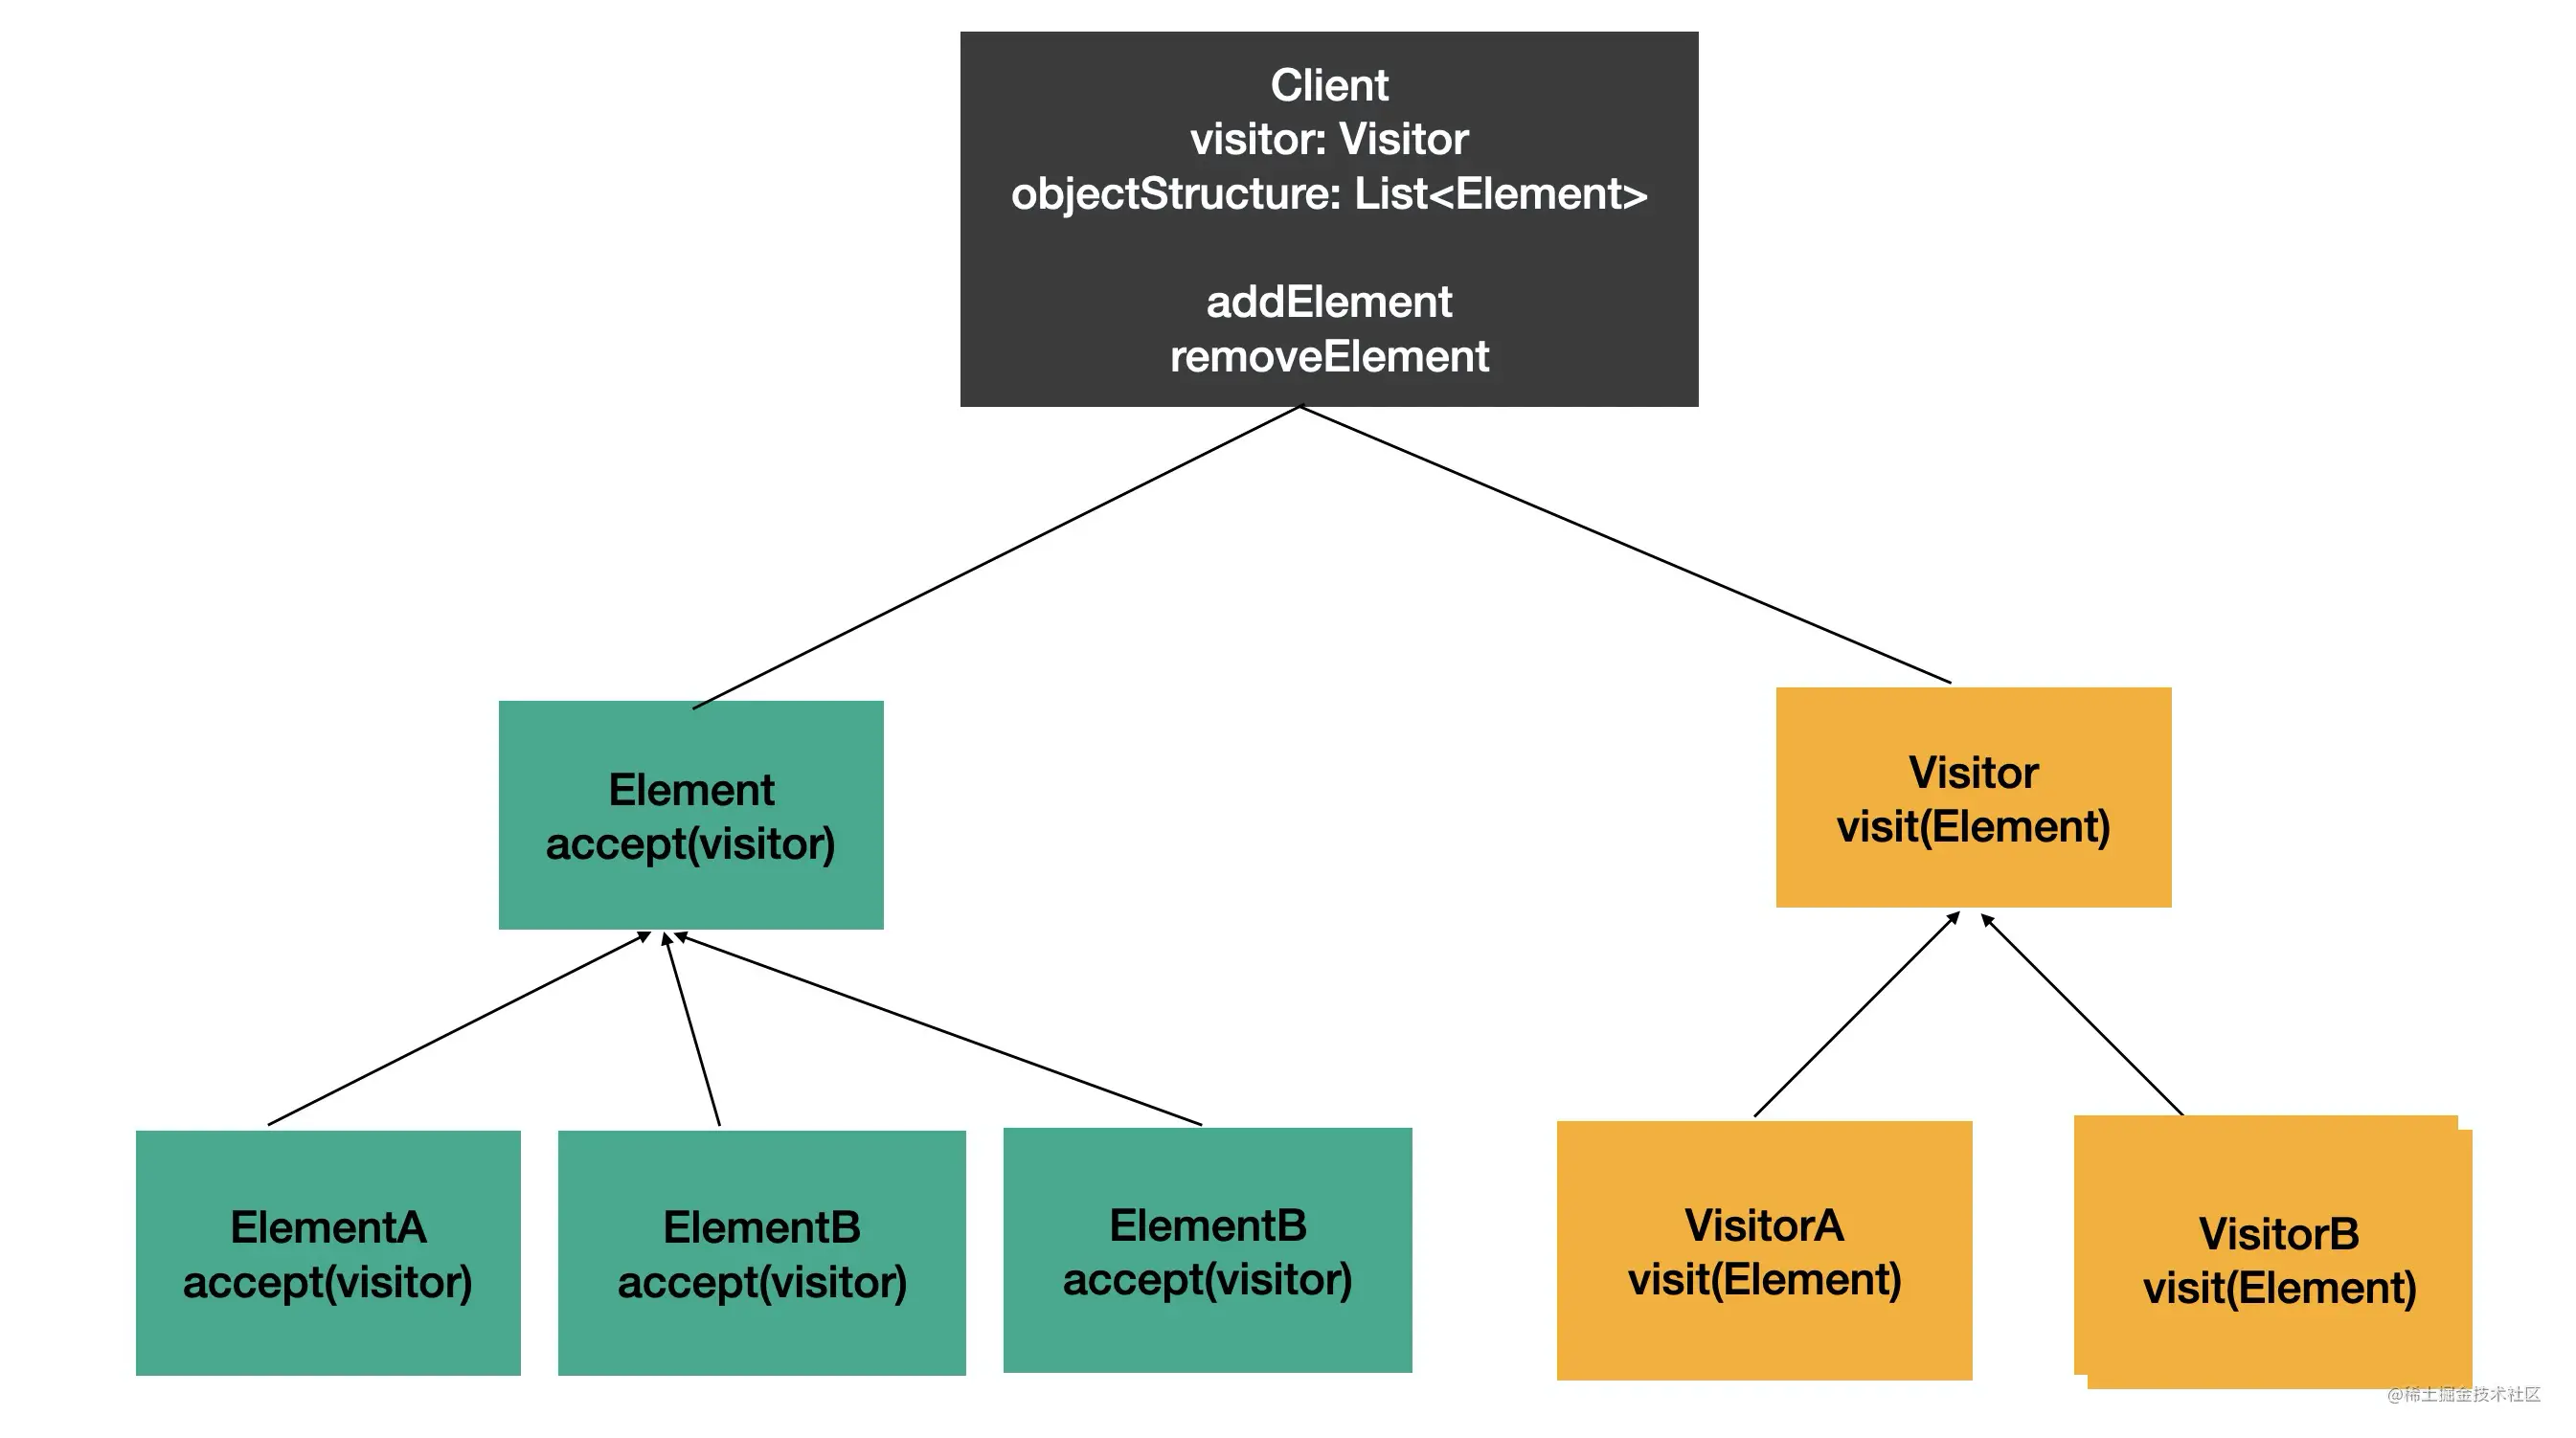 Client
visitor: Visitor
objectStructure: List<Element>
addElement
removeElement
Element
accept(visitor)
Visitor
visit(Element)
ElementA
accept(visitor)
ElementB
accept(visitor)
ElementB
accept(visitor)
VisitorA
visit(Element)
VisitorB
visit(Element)
@稀土掘金技术社区